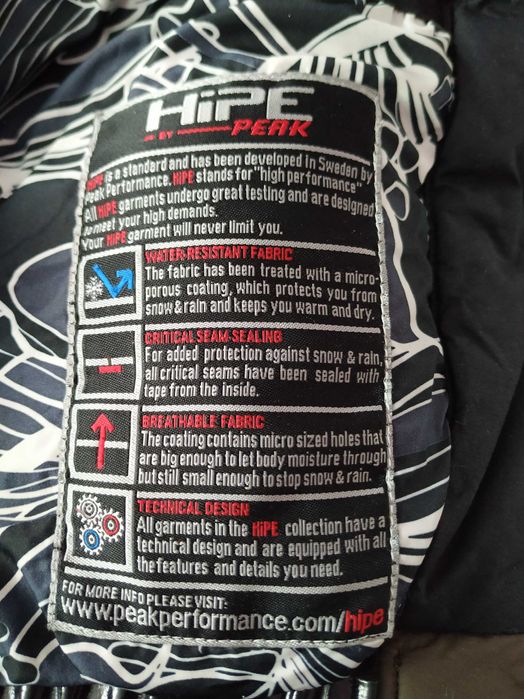 HiPE
BY PEAK
HiPE is a standard and has been developed in Sweden by
Peak Performance. HiPE stands for "high performance"
All HiPE garments undergo great testing and are designed
to meet your high demands.
Your HiPE garment will never limit you.
WATER-RESISTANT FABRIC
The fabric has been treated with a micro-
porous coating, which protects you from
snow & rain and keeps you warm and dry.
CRITICAL SEAM SEALING
For added protection against snow & rain,
all critical seams have been sealed with
tape from the inside.
BREATHABLE FABRIC
The coating contains micro sized holes that
are big enough to let body moisture through
but still small enough to stop snow & rain.
TECHNICAL DESIGN
All garments in the HiPE collection have a
technical design and are equipped with all
the features and details you need.
FOR MORE INFO PLEASE VISIT:
www.peakperformance.com/hipe